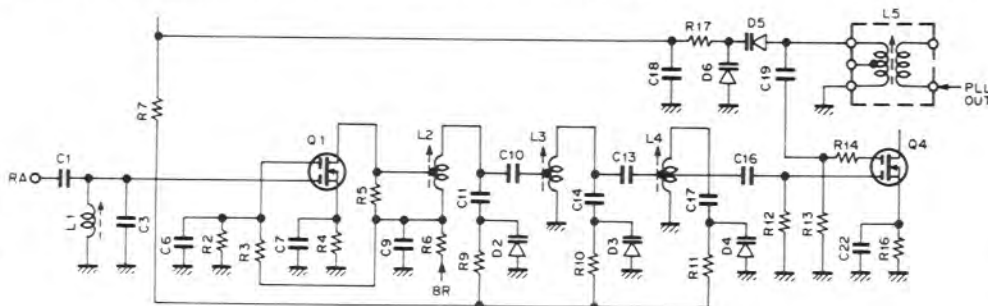 L5
R17
D5
C18
D6
C19
PLL
OUT
R7
Q1
L2
L3
L4
Q4
R14
C10
C13
C16
RA
C1
R5
C11
C14
C17
L1
C3
C6
R2
R3
C7
R4
C9
R6
R9
D2
R10
D3
R11
D4
R12
R13
C22
R16
BR